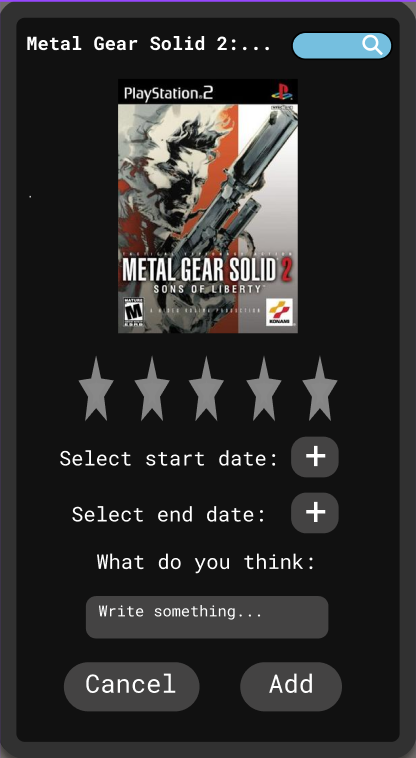 Metal Gear Solid 2:...
PlayStation.2
METAL GEAR SOLID 2
SONS OF LIBERTY
MATURE
M
ESRB
A HIDEO KOJIMA PRODUCTION
KONAMI
Select start date: +
Select end date: +
What do you think:
Write something...
Cancel Add